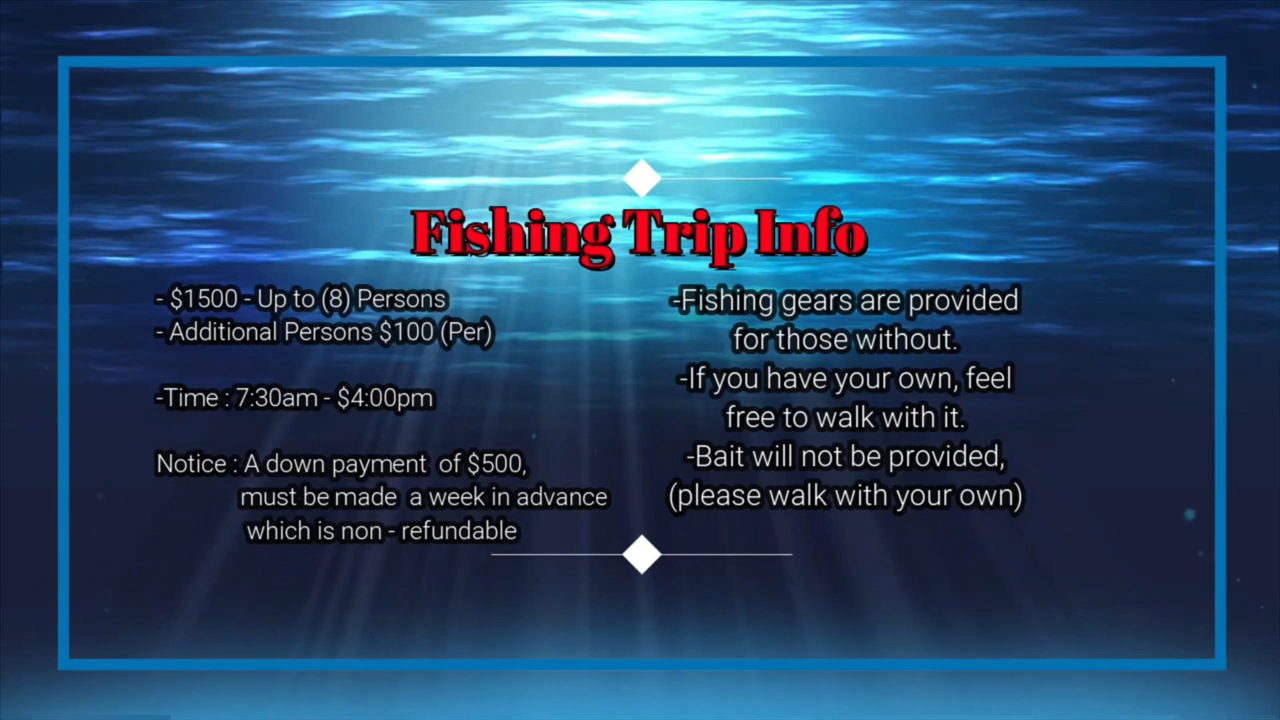 Fishing Trip Info
- $1500 - Up to (8) Persons
- Additional Persons $100 (Per)
-Time : 7:30am - $4:00pm
Notice : A down payment of $500,
must be made a week in advance
which is non - refundable
-Fishing gears are provided
for those without.
-If you have your own, feel
free to walk with it.
-Bait will not be provided,
(please walk with your own)